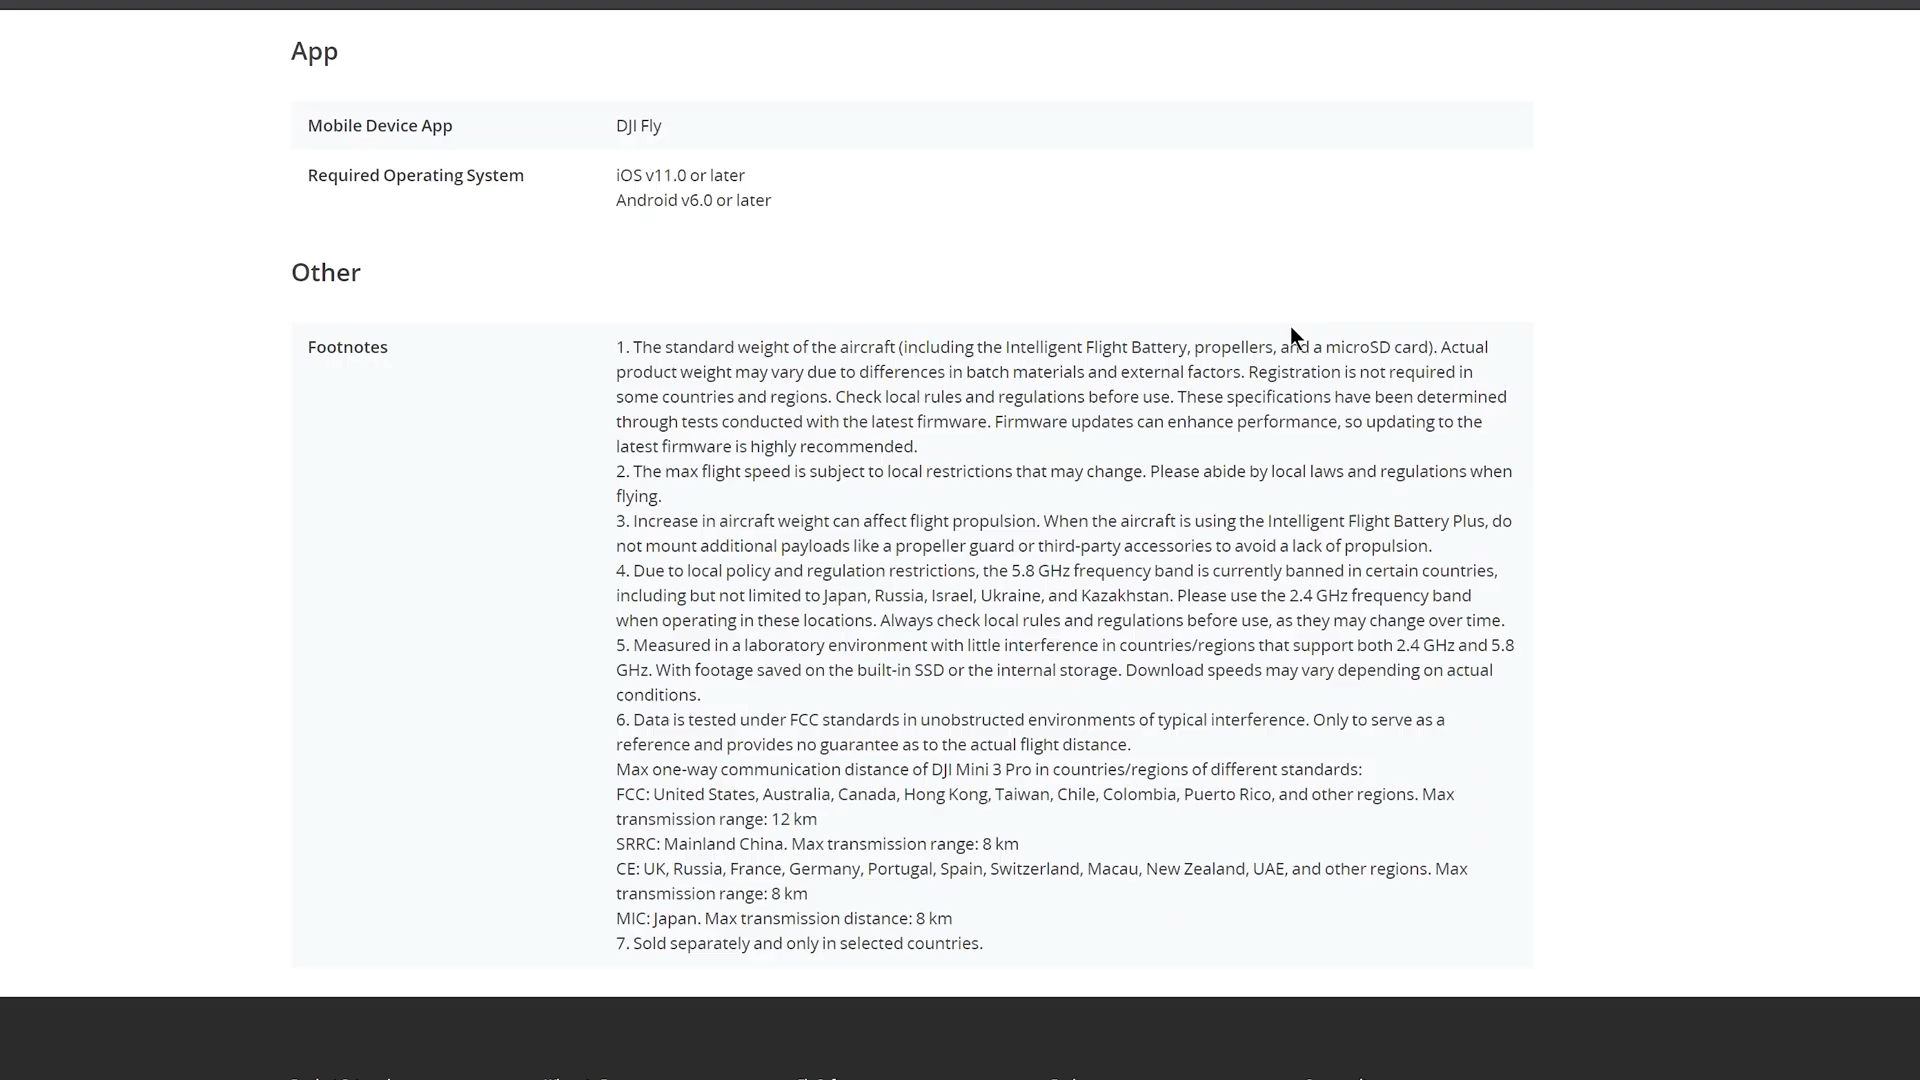 App
Mobile Device App DJI Fly
Required Operating System iOS v11.0 or later
Android v6.0 or later
Other
Footnotes 1. The standard weight of the aircraft (including the Intelligent Flight Battery, propellers, and a microSD card). Actual
product weight may vary due to differences in batch materials and external factors. Registration is not required in
some countries and regions. Check local rules and regulations before use. These specifications have been determined
through tests conducted with the latest firmware. Firmware updates can enhance performance, so updating to the
latest firmware is highly recommended.
2. The max flight speed is subject to local restrictions that may change. Please abide by local laws and regulations when
flying.
3. Increase in aircraft weight can affect flight propulsion. When the aircraft is using the Intelligent Flight Battery Plus, do
not mount additional payloads like a propeller guard or third-party accessories to avoid a lack of propulsion.
4. Due to local policy and regulation restrictions, the 5.8 GHz frequency band is currently banned in certain countries,
including but not limited to Japan, Russia, Israel, Ukraine, and Kazakhstan. Please use the 2.4 GHz frequency band
when operating in these locations. Always check local rules and regulations before use, as they may change over time.
5. Measured in a laboratory environment with little interference in countries/regions that support both 2.4 GHz and 5.8
GHz. With footage saved on the built-in SSD or the internal storage. Download speeds may vary depending on actual
conditions.
6. Data is tested under FCC standards in unobstructed environments of typical interference. Only to serve as a
reference and provides no guarantee as to the actual flight distance.
Max one-way communication distance of DJI Mini 3 Pro in countries/regions of different standards:
FCC: United States, Australia, Canada, Hong Kong, Taiwan, Chile, Colombia, Puerto Rico, and other regions. Max
transmission range: 12 km
SRRC: Mainland China. Max transmission range: 8 km
CE: UK, Russia, France, Germany, Portugal, Spain, Switzerland, Macau, New Zealand, UAE, and other regions. Max
transmission range: 8 km
MIC: Japan. Max transmission distance: 8 km
7. Sold separately and only in selected countries.